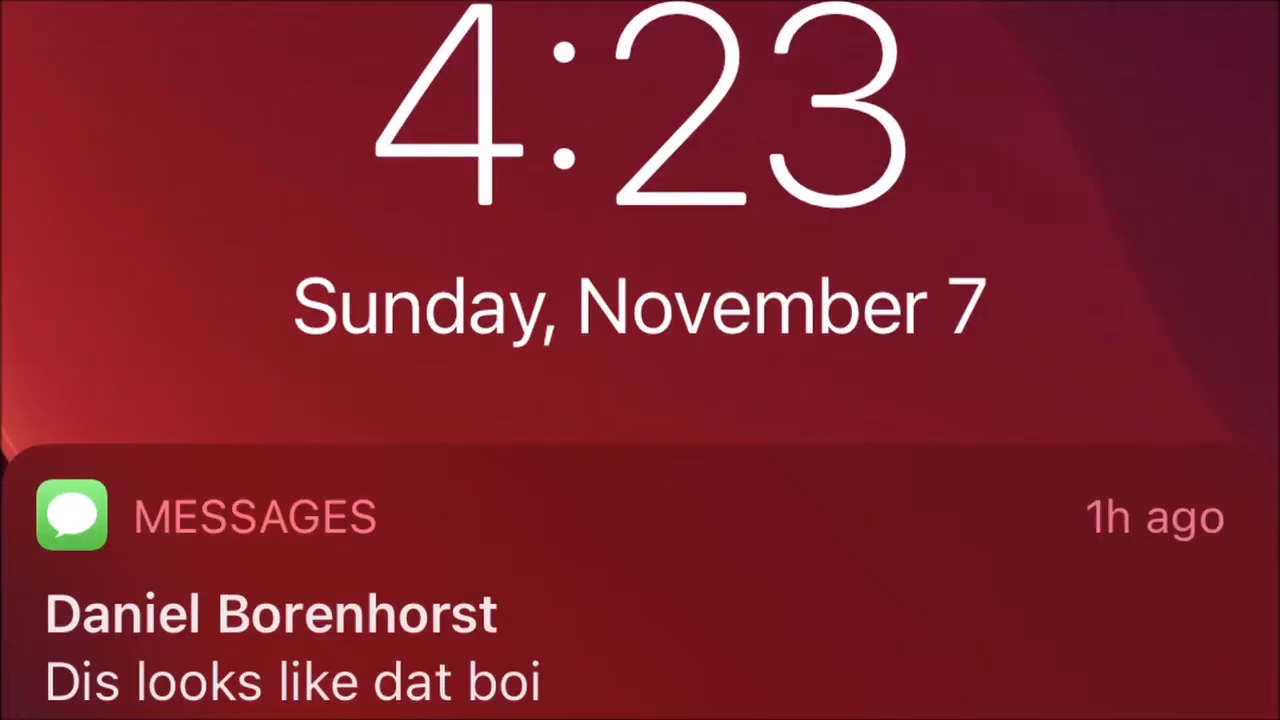 4:23
Sunday, November 7
MESSAGES
1h ago
Daniel Borenhorst
Dis looks like dat boi